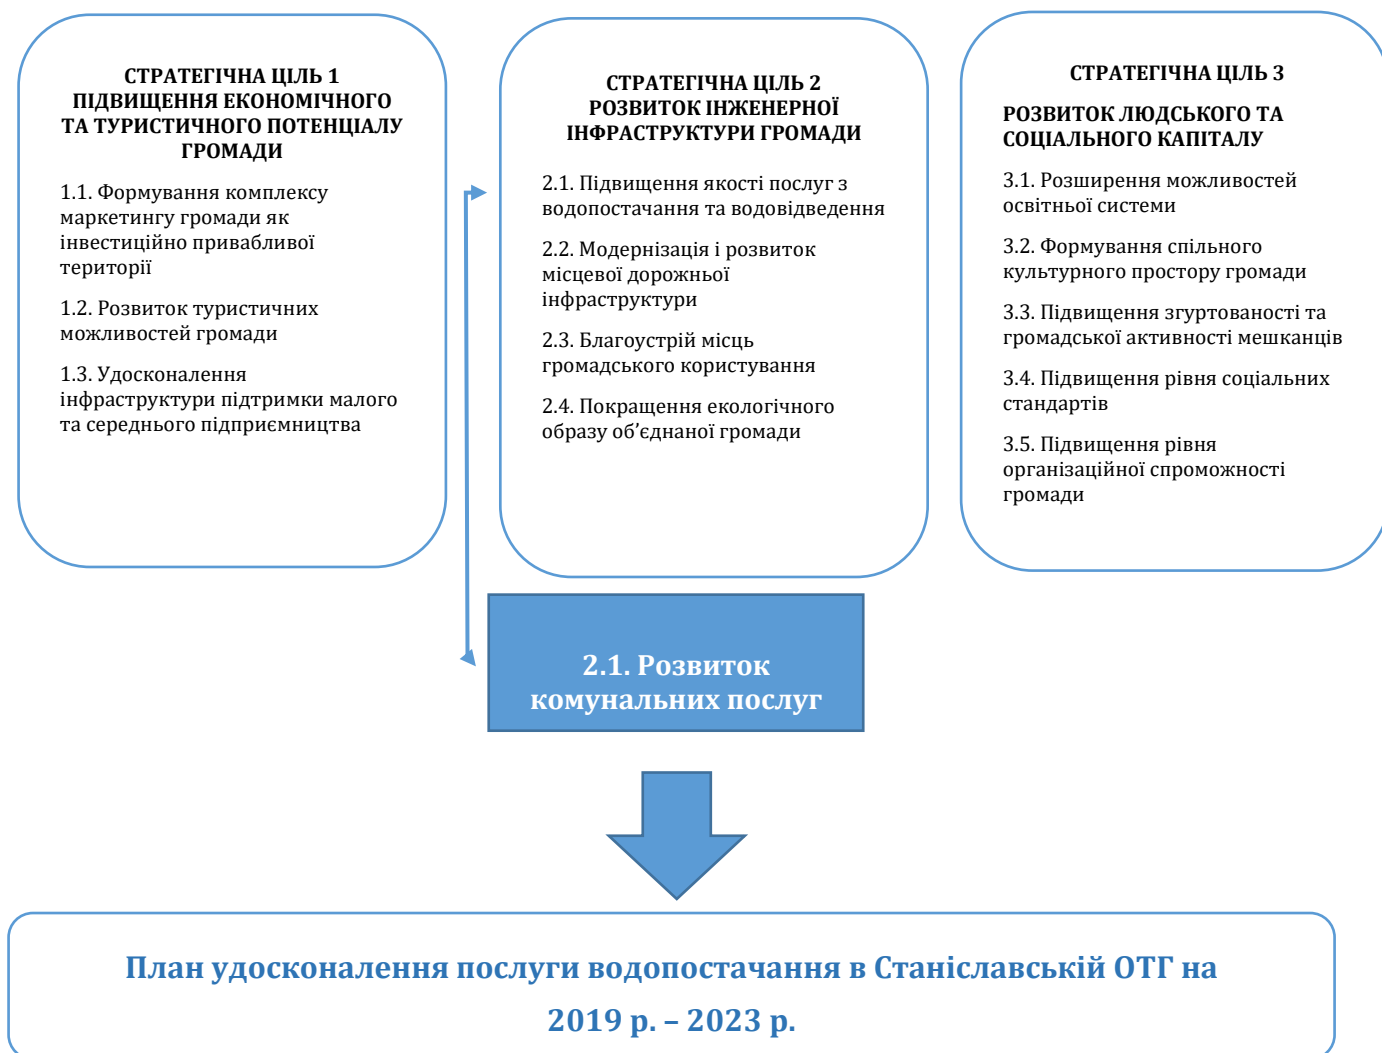 СТРАТЕГІЧНА ЦІЛЬ 1
ПІДВИЩЕННЯ ЕКОНОМІЧНОГО
ТА ТУРИСТИЧНОГО ПОТЕНЦІАЛУ
ГРОМАДИ
1.1. Формування комплексу
маркетингу громади як
інвестиційно привабливої
території
1.2. Розвиток туристичних
можливостей громади
1.3. Удосконалення
інфраструктури підтримки малого
та середнього підприємництва
СТРАТЕГІЧНА ЦІЛЬ 2
РОЗВИТОК ІНЖЕНЕРНОЇ
ІНФРАСТРУКТУРИ ГРОМАДИ
2.1. Підвищення якості послуг з
водопостачання та водовідведення
2.2. Модернізація і розвиток
місцевої дорожньої
інфраструктури
2.3. Благоустрій місць
громадського користування
2.4. Покращення екологічного
образу об’єднаної громади
СТРАТЕГІЧНА ЦІЛЬ 3
РОЗВИТОК ЛЮДСЬКОГО ТА
СОЦІАЛЬНОГО КАПІТАЛУ
3.1. Розширення можливостей
освітньої системи
3.2. Формування спільного
культурного простору громади
3.3. Підвищення згуртованості та
громадської активності мешканців
3.4. Підвищення рівня соціальних
стандартів
3.5. Підвищення рівня
організаційної спроможності
громади
2.1. Розвиток
комунальних послуг
План удосконалення послуги водопостачання в Станіславській ОТГ на
2019 р. – 2023 р.